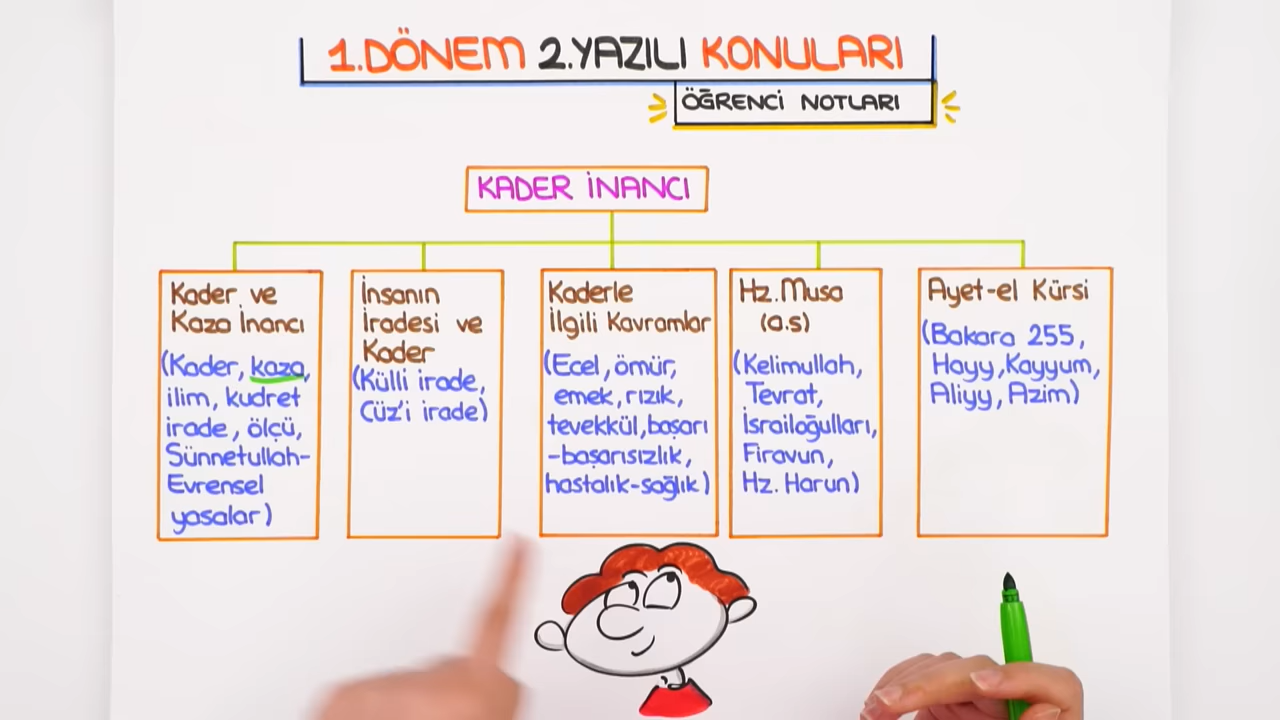 1.DÖNEM 2.YAZILI KONULARI
ÖĞRENCİ NOTLARI
KADER İNANCI
Kader ve
Kaza İnancı
(Kader, kaza,
ilim, kudret
irade, ölçü,
Sünnetullah-
Evrensel
yasalar)
İnsanın
İradesi ve
Kader
(Külli irade,
Cüz'i irade)
Kaderle
İlgili Kavramlar
(Ecel, ömür,
emek, rızık,
tevekkül, başarı
-başarısızlık,
hastalık-sağlık)
Hz. Musa
(a.s)
(Kelimullah,
Tevrat,
İsrailoğulları,
Firavun,
Hz. Harun)
Ayet-el Kürsi
(Bakara 255,
Hayy, Kayyum,
Aliyy, Azim)